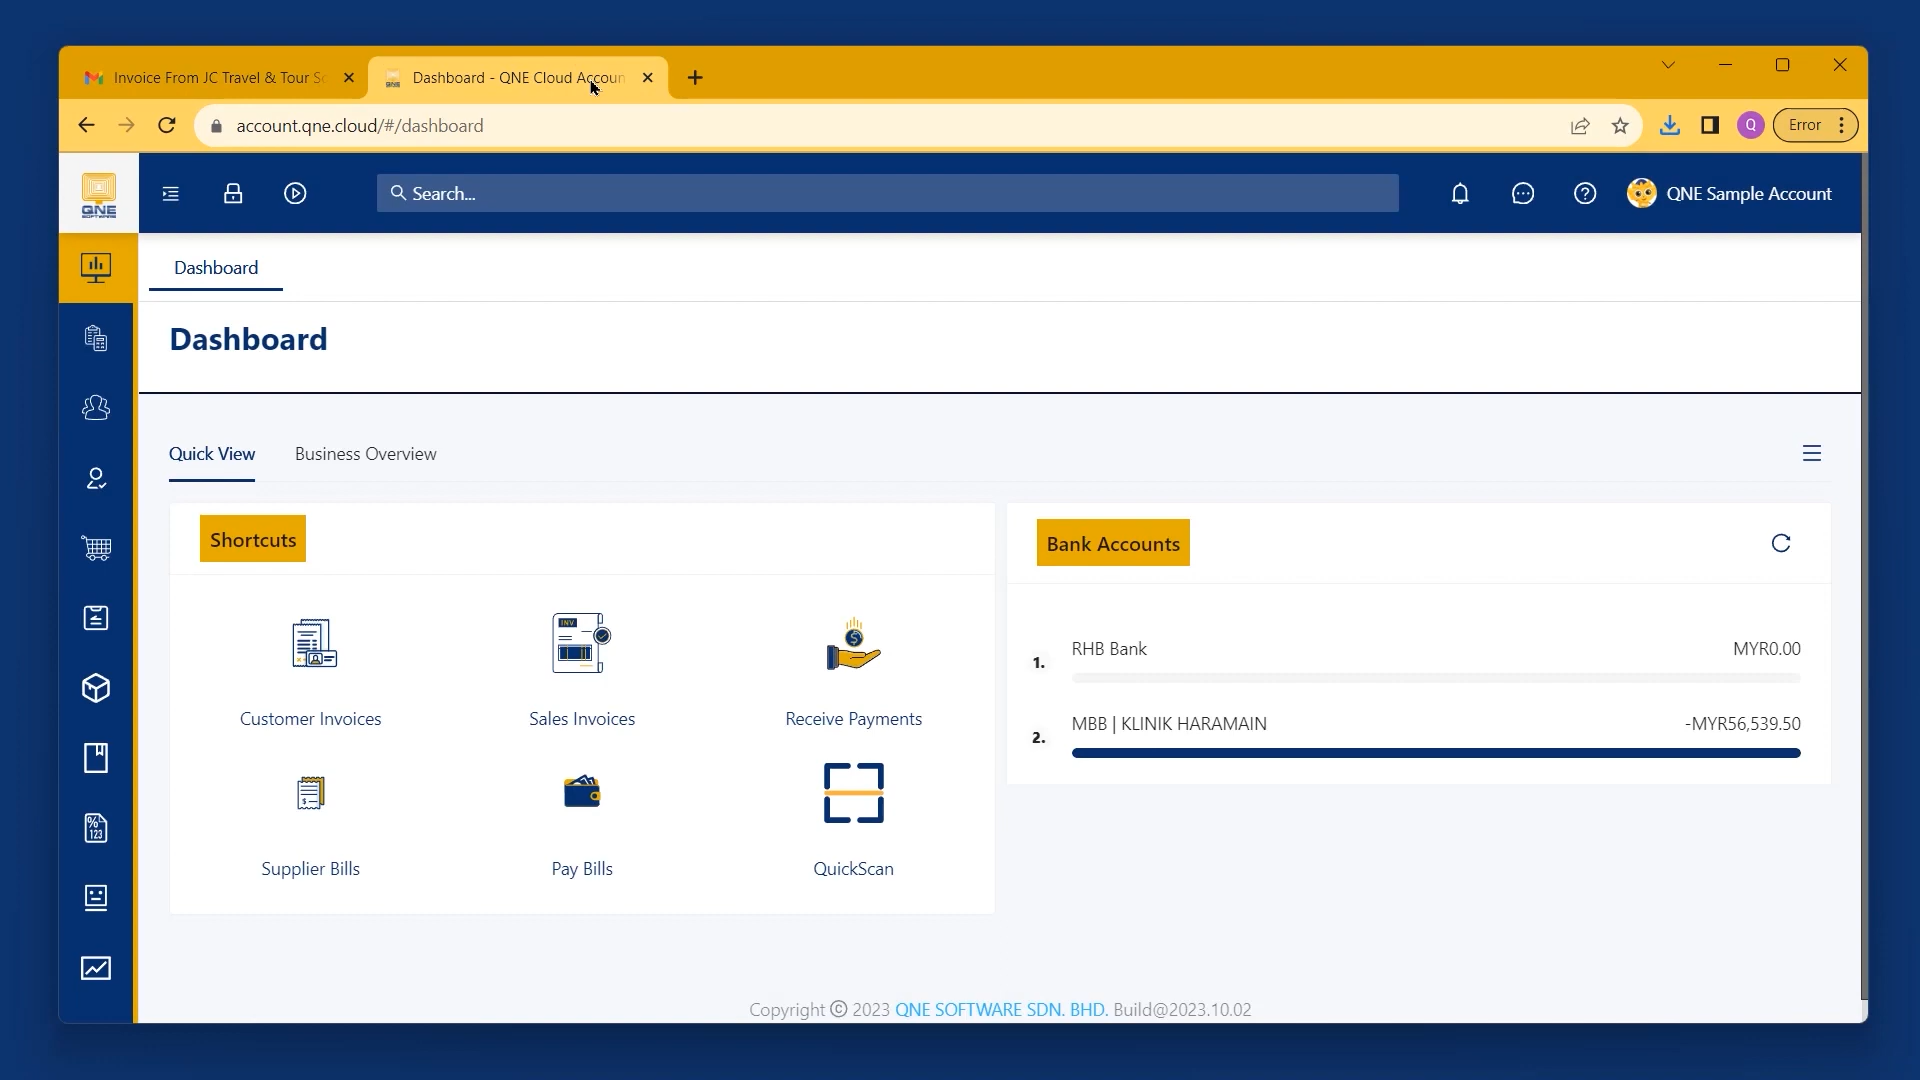 Invoice From JC Travel & Tour S
Dashboard - QNE Cloud Accoun
account.qne.cloud/#/dashboard
Q
Error
QNE
SOFTWARE
Search...
QNE Sample Account
Dashboard
Dashboard
Quick View
Business Overview
Shortcuts
Bank Accounts
INV
Customer Invoices
Sales Invoices
Receive Payments
Supplier Bills
Pay Bills
QuickScan
1.
RHB Bank
MYR0.00
2.
MBB | KLINIK HARAMAIN
-MYR56,539.50
%
123
Copyright © 2023 QNE SOFTWARE SDN. BHD. Build@2023.10.02